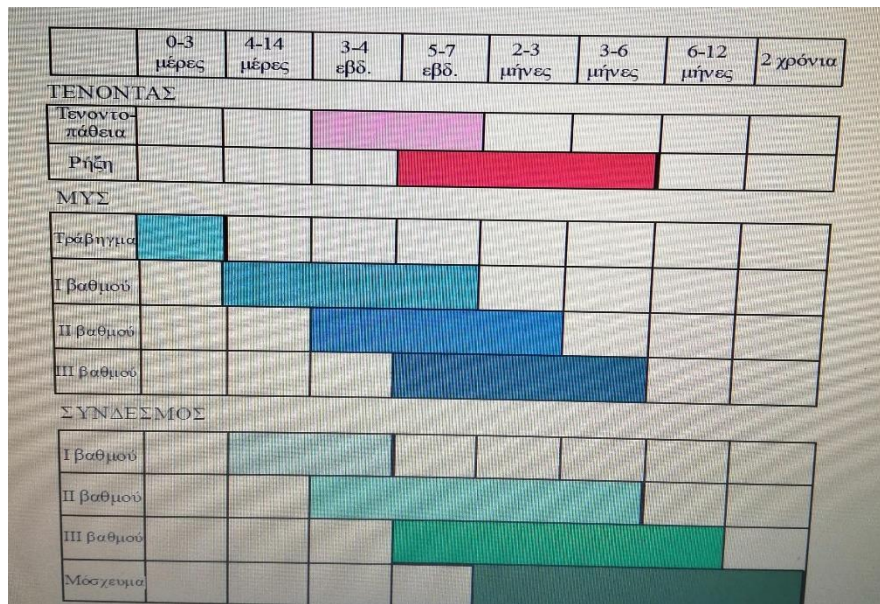 0-3 4-14 3-4 5-7 2-3 3-6 6-12 2 χρόνια
μέρες μέρες εβδ. εβδ. μήνες μήνες μήνες
ΤΕΝΟΝΤΑΣ
Τενοντο-
πάθεια
Ρήξη
ΜΥΣ
Τράβηγμα
Ι βαθμού
ΙΙ βαθμού
ΙΙΙ βαθμού
ΣΥΝΔΕΣΜΟΣ
Ι βαθμού
ΙΙ βαθμού
ΙΙΙ βαθμού
Μόσχευμα